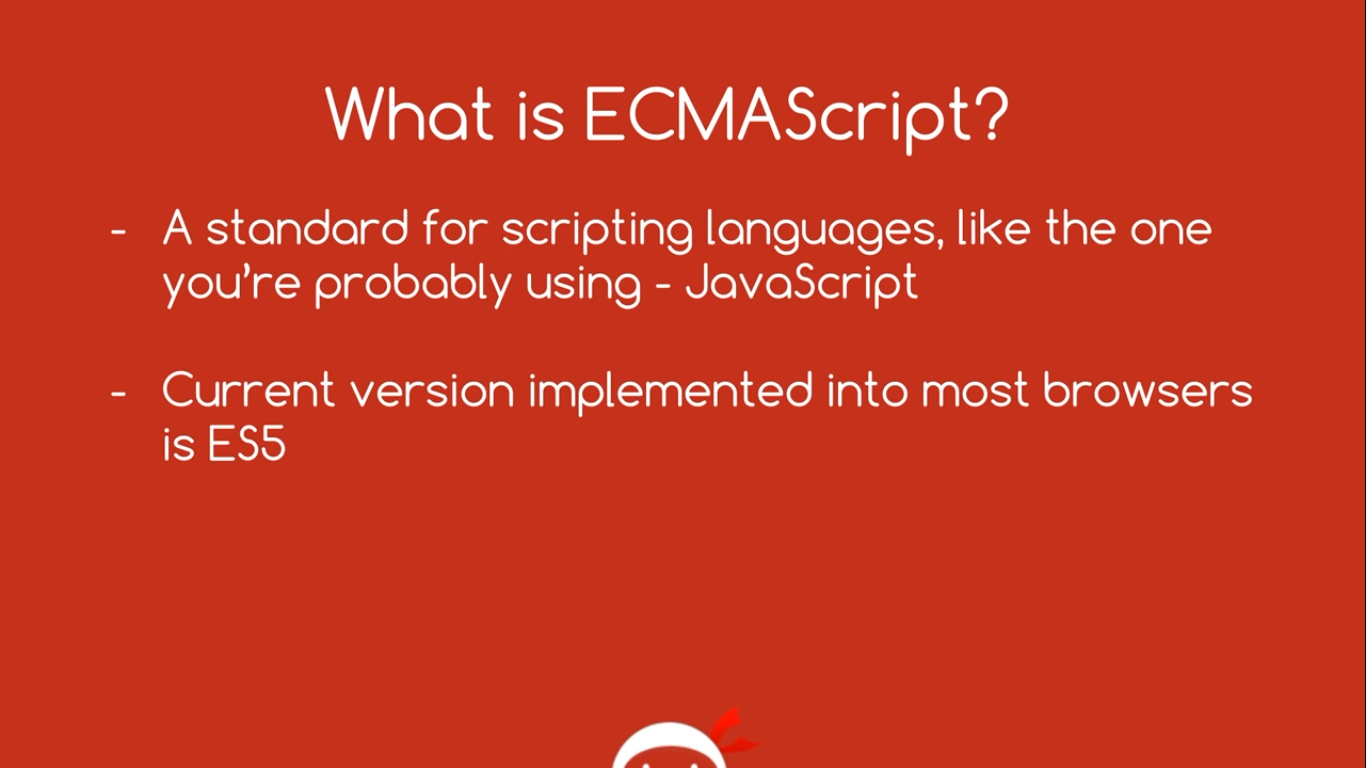 What is ECMAScript?
- A standard for scripting languages, like the one
you're probably using - JavaScript
- Current version implemented into most browsers
is ES5